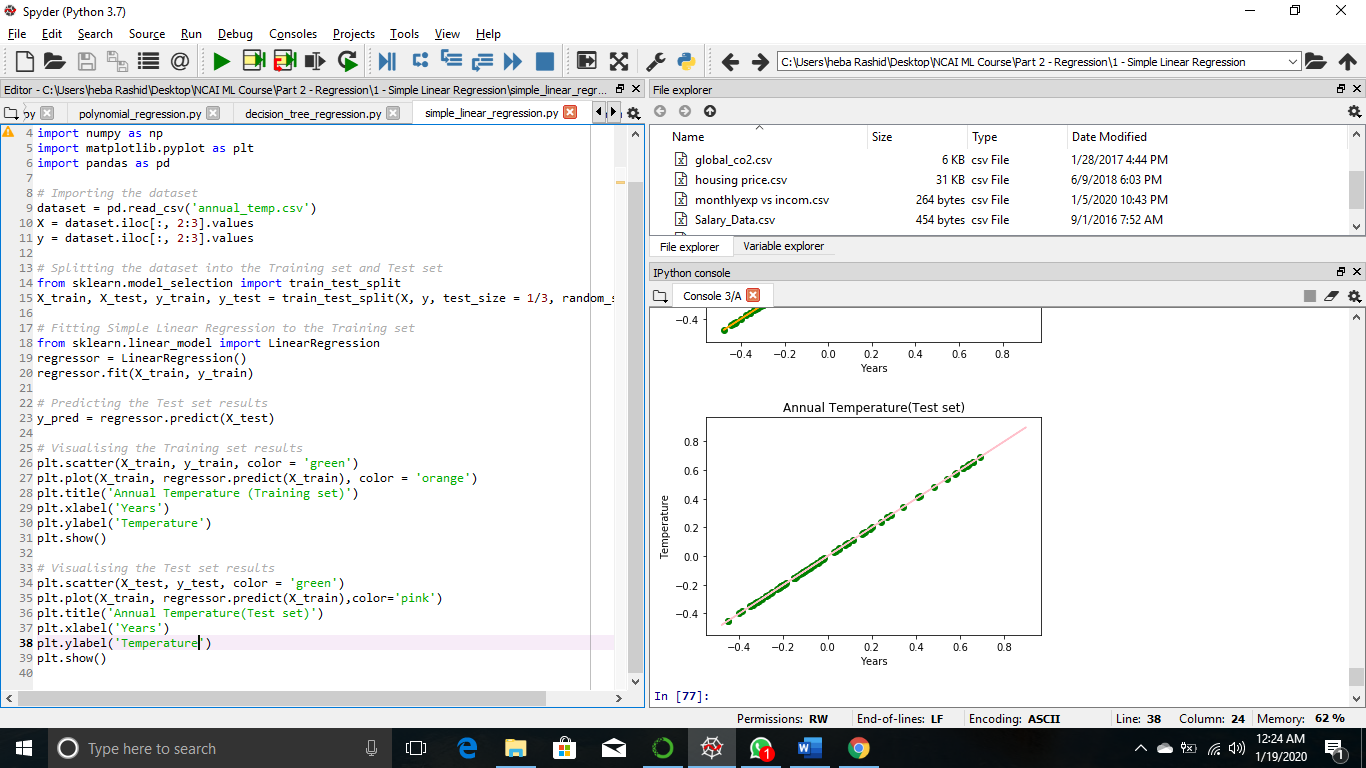 Spyder (Python 3.7)
File Edit Search Source Run Debug Consoles Projects Tools View Help
C:\Users\heba Rashid\Desktop\NCAI ML Course\Part 2 - Regression\1 - Simple Linear Regression
Editor - C:\Users\heba Rashid\Desktop\NCAI ML Course\Part 2 - Regression\1 - Simple Linear Regression\simple_linear_regr...
py polynomial_regression.py decision_tree_regression.py simple_linear_regression.py
4 import numpy as np
5 import matplotlib.pyplot as plt
6 import pandas as pd
7
8 # Importing the dataset
9 dataset = pd.read_csv('annual_temp.csv')
10 X = dataset.iloc[:, 2:3].values
11 y = dataset.iloc[:, 2:3].values
12
13 # Splitting the dataset into the Training set and Test set
14 from sklearn.model_selection import train_test_split
15 X_train, X_test, y_train, y_test = train_test_split(X, y, test_size = 1/3, random_s
16
17 # Fitting Simple Linear Regression to the Training set
18 from sklearn.linear_model import LinearRegression
19 regressor = LinearRegression()
20 regressor.fit(X_train, y_train)
21
22 # Predicting the Test set results
23 y_pred = regressor.predict(X_test)
24
25 # Visualising the Training set results
26 plt.scatter(X_train, y_train, color = 'green')
27 plt.plot(X_train, regressor.predict(X_train), color = 'orange')
28 plt.title('Annual Temperature (Training set)')
29 plt.xlabel('Years')
30 plt.ylabel('Temperature')
31 plt.show()
32
33 # Visualising the Test set results
34 plt.scatter(X_test, y_test, color = 'green')
35 plt.plot(X_train, regressor.predict(X_train),color='pink')
36 plt.title('Annual Temperature(Test set)')
37 plt.xlabel('Years')
38 plt.ylabel('Temperature')
39 plt.show()
40
File explorer
Name Size Type Date Modified
global_co2.csv 6 KB csv File 1/28/2017 4:44 PM
housing price.csv 31 KB csv File 6/9/2018 6:03 PM
monthlyexp vs incom.csv 264 bytes csv File 1/5/2020 10:43 PM
Salary_Data.csv 454 bytes csv File 9/1/2016 7:52 AM
File explorer Variable explorer
IPython console
Console 3/A
−0.4
−0.4 −0.2 0.0 0.2 0.4 0.6 0.8
Years
Annual Temperature(Test set)
0.8
0.6
0.4
0.2
0.0
−0.2
−0.4
Temperature
−0.4 −0.2 0.0 0.2 0.4 0.6 0.8
Years
In [77]:
Permissions: RW End-of-lines: LF Encoding: ASCII Line: 38 Column: 24 Memory: 62 %
Type here to search
1
12:24 AM
1/19/2020
1